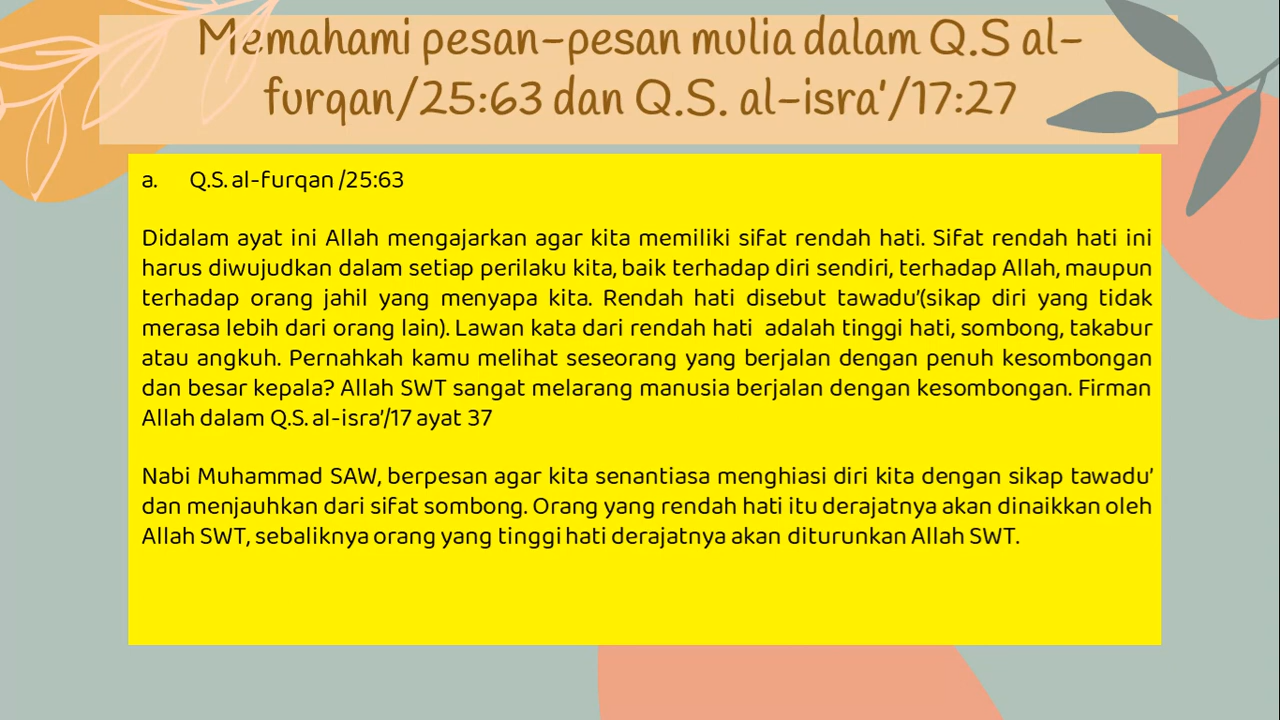 Memahami pesan-pesan mulia dalam Q.S al-
furqan/25:63 dan Q.S. al-isra'/17:27
a. Q.S. al-furqan /25:63
Didalam ayat ini Allah mengajarkan agar kita memiliki sifat rendah hati. Sifat rendah hati ini
harus diwujudkan dalam setiap perilaku kita, baik terhadap diri sendiri, terhadap Allah, maupun
terhadap orang jahil yang menyapa kita. Rendah hati disebut tawadu'(sikap diri yang tidak
merasa lebih dari orang lain). Lawan kata dari rendah hati adalah tinggi hati, sombong, takabur
atau angkuh. Pernahkah kamu melihat seseorang yang berjalan dengan penuh kesombongan
dan besar kepala? Allah SWT sangat melarang manusia berjalan dengan kesombongan. Firman
Allah dalam Q.S. al-isra'/17 ayat 37
Nabi Muhammad SAW, berpesan agar kita senantiasa menghiasi diri kita dengan sikap tawadu'
dan menjauhkan dari sifat sombong. Orang yang rendah hati itu derajatnya akan dinaikkan oleh
Allah SWT, sebaliknya orang yang tinggi hati derajatnya akan diturunkan Allah SWT.